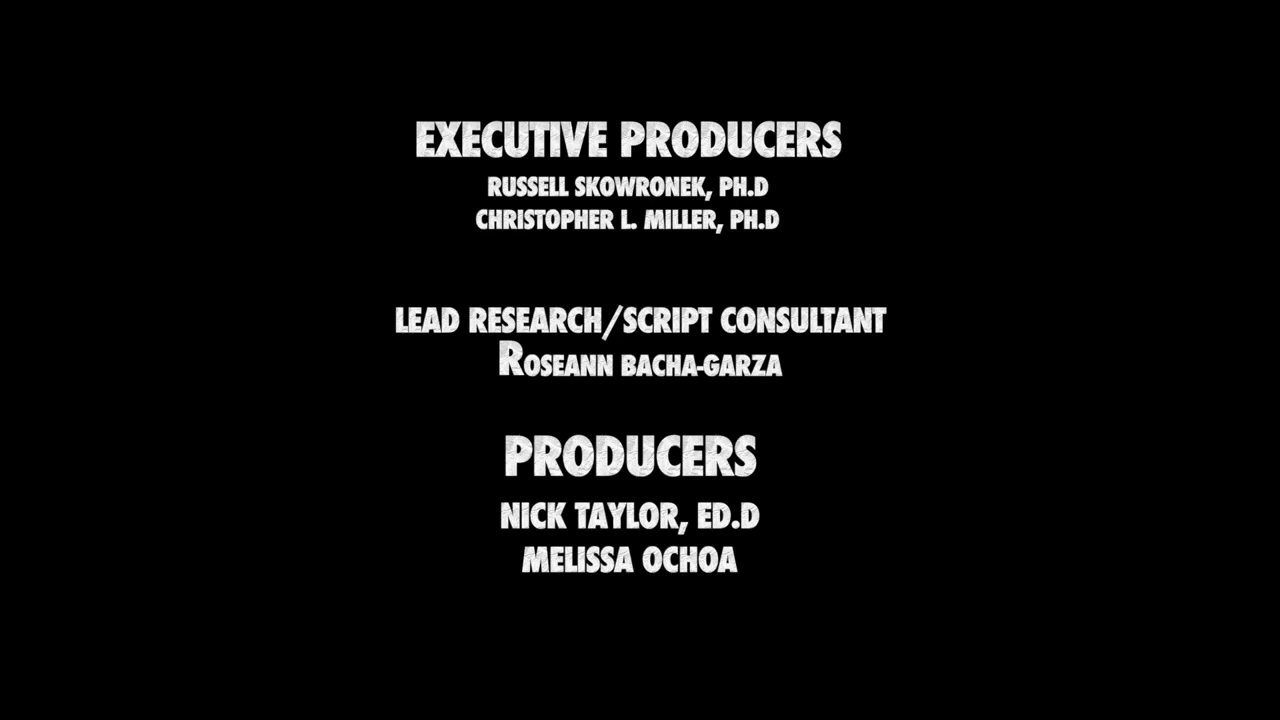 EXECUTIVE PRODUCERS
RUSSELL SKOWRONEK, PH.D
CHRISTOPHER L. MILLER, PH.D
LEAD RESEARCH/SCRIPT CONSULTANT
ROSEANN BACHA-GARZA
PRODUCERS
NICK TAYLOR, ED.D
MELISSA OCHOA